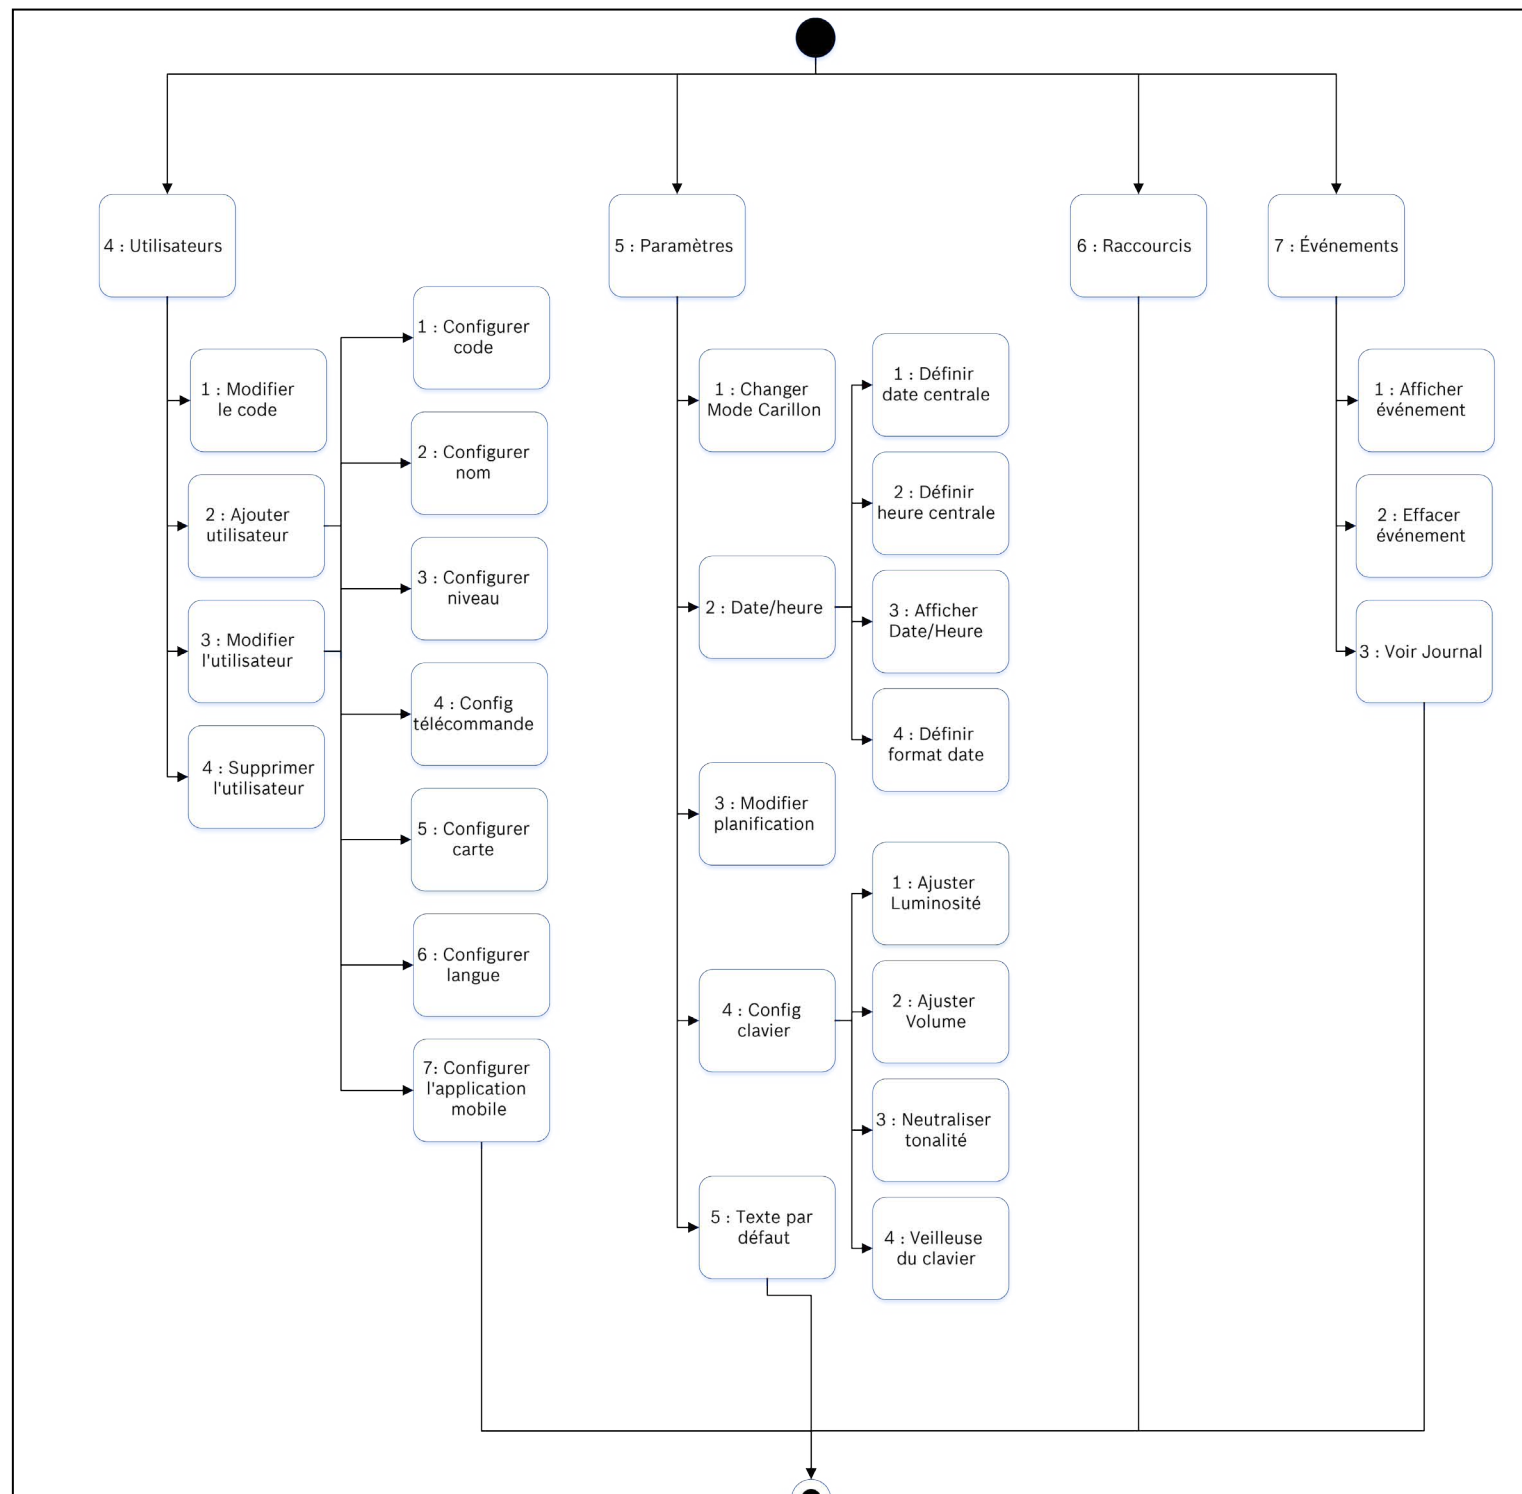 4 : Utilisateurs
1 : Modifier
le code
2 : Ajouter
utilisateur
3 : Modifier
l'utilisateur
4 : Supprimer
l'utilisateur
1 : Configurer
code
2 : Configurer
nom
3 : Configurer
niveau
4 : Config
télécommande
5 : Configurer
carte
6 : Configurer
langue
7: Configurer
l'application
mobile
5 : Paramètres
1 : Changer
Mode Carillon
2 : Date/heure
1 : Définir
date centrale
2 : Définir
heure centrale
3 : Afficher
Date/Heure
4 : Définir
format date
3 : Modifier
planification
4 : Config
clavier
1 : Ajuster
Luminosité
2 : Ajuster
Volume
3 : Neutraliser
tonalité
4 : Veilleuse
du clavier
5 : Texte par
défaut
6 : Raccourcis
7 : Événements
1 : Afficher
événement
2 : Effacer
événement
3 : Voir Journal